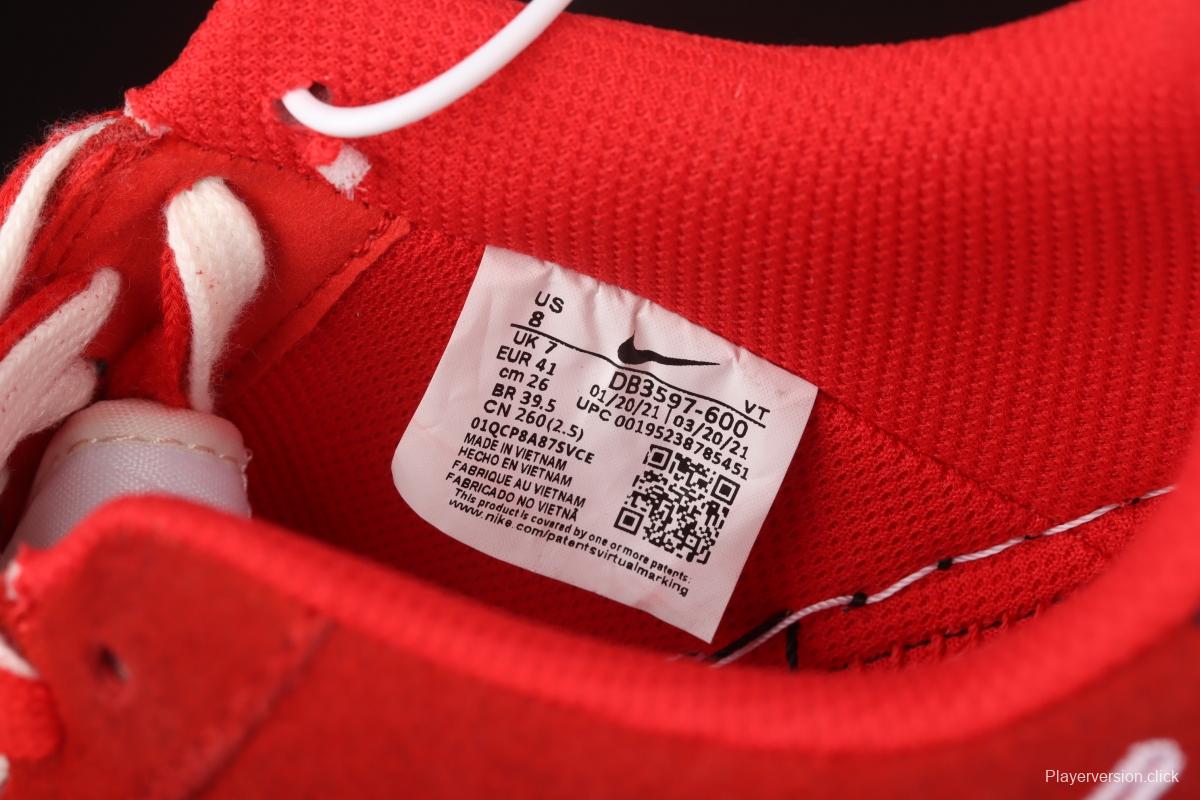 US
8
UK 7
EUR 41
cm 26
BR 39.5
CN 260(2.5)
01QCP8A87SVCE
MADE IN VIETNAM
HECHO EN VIETNAM
FABRIQUE AU VIETNAM
FABRICADO NO VIETNÃ
This product is covered by one or more patents:
www.nike.com/patentsvirtualmarking
DB3597-600 VT
01/20/21 | 03/20/21
UPC 00195238785451
Playerversion.click